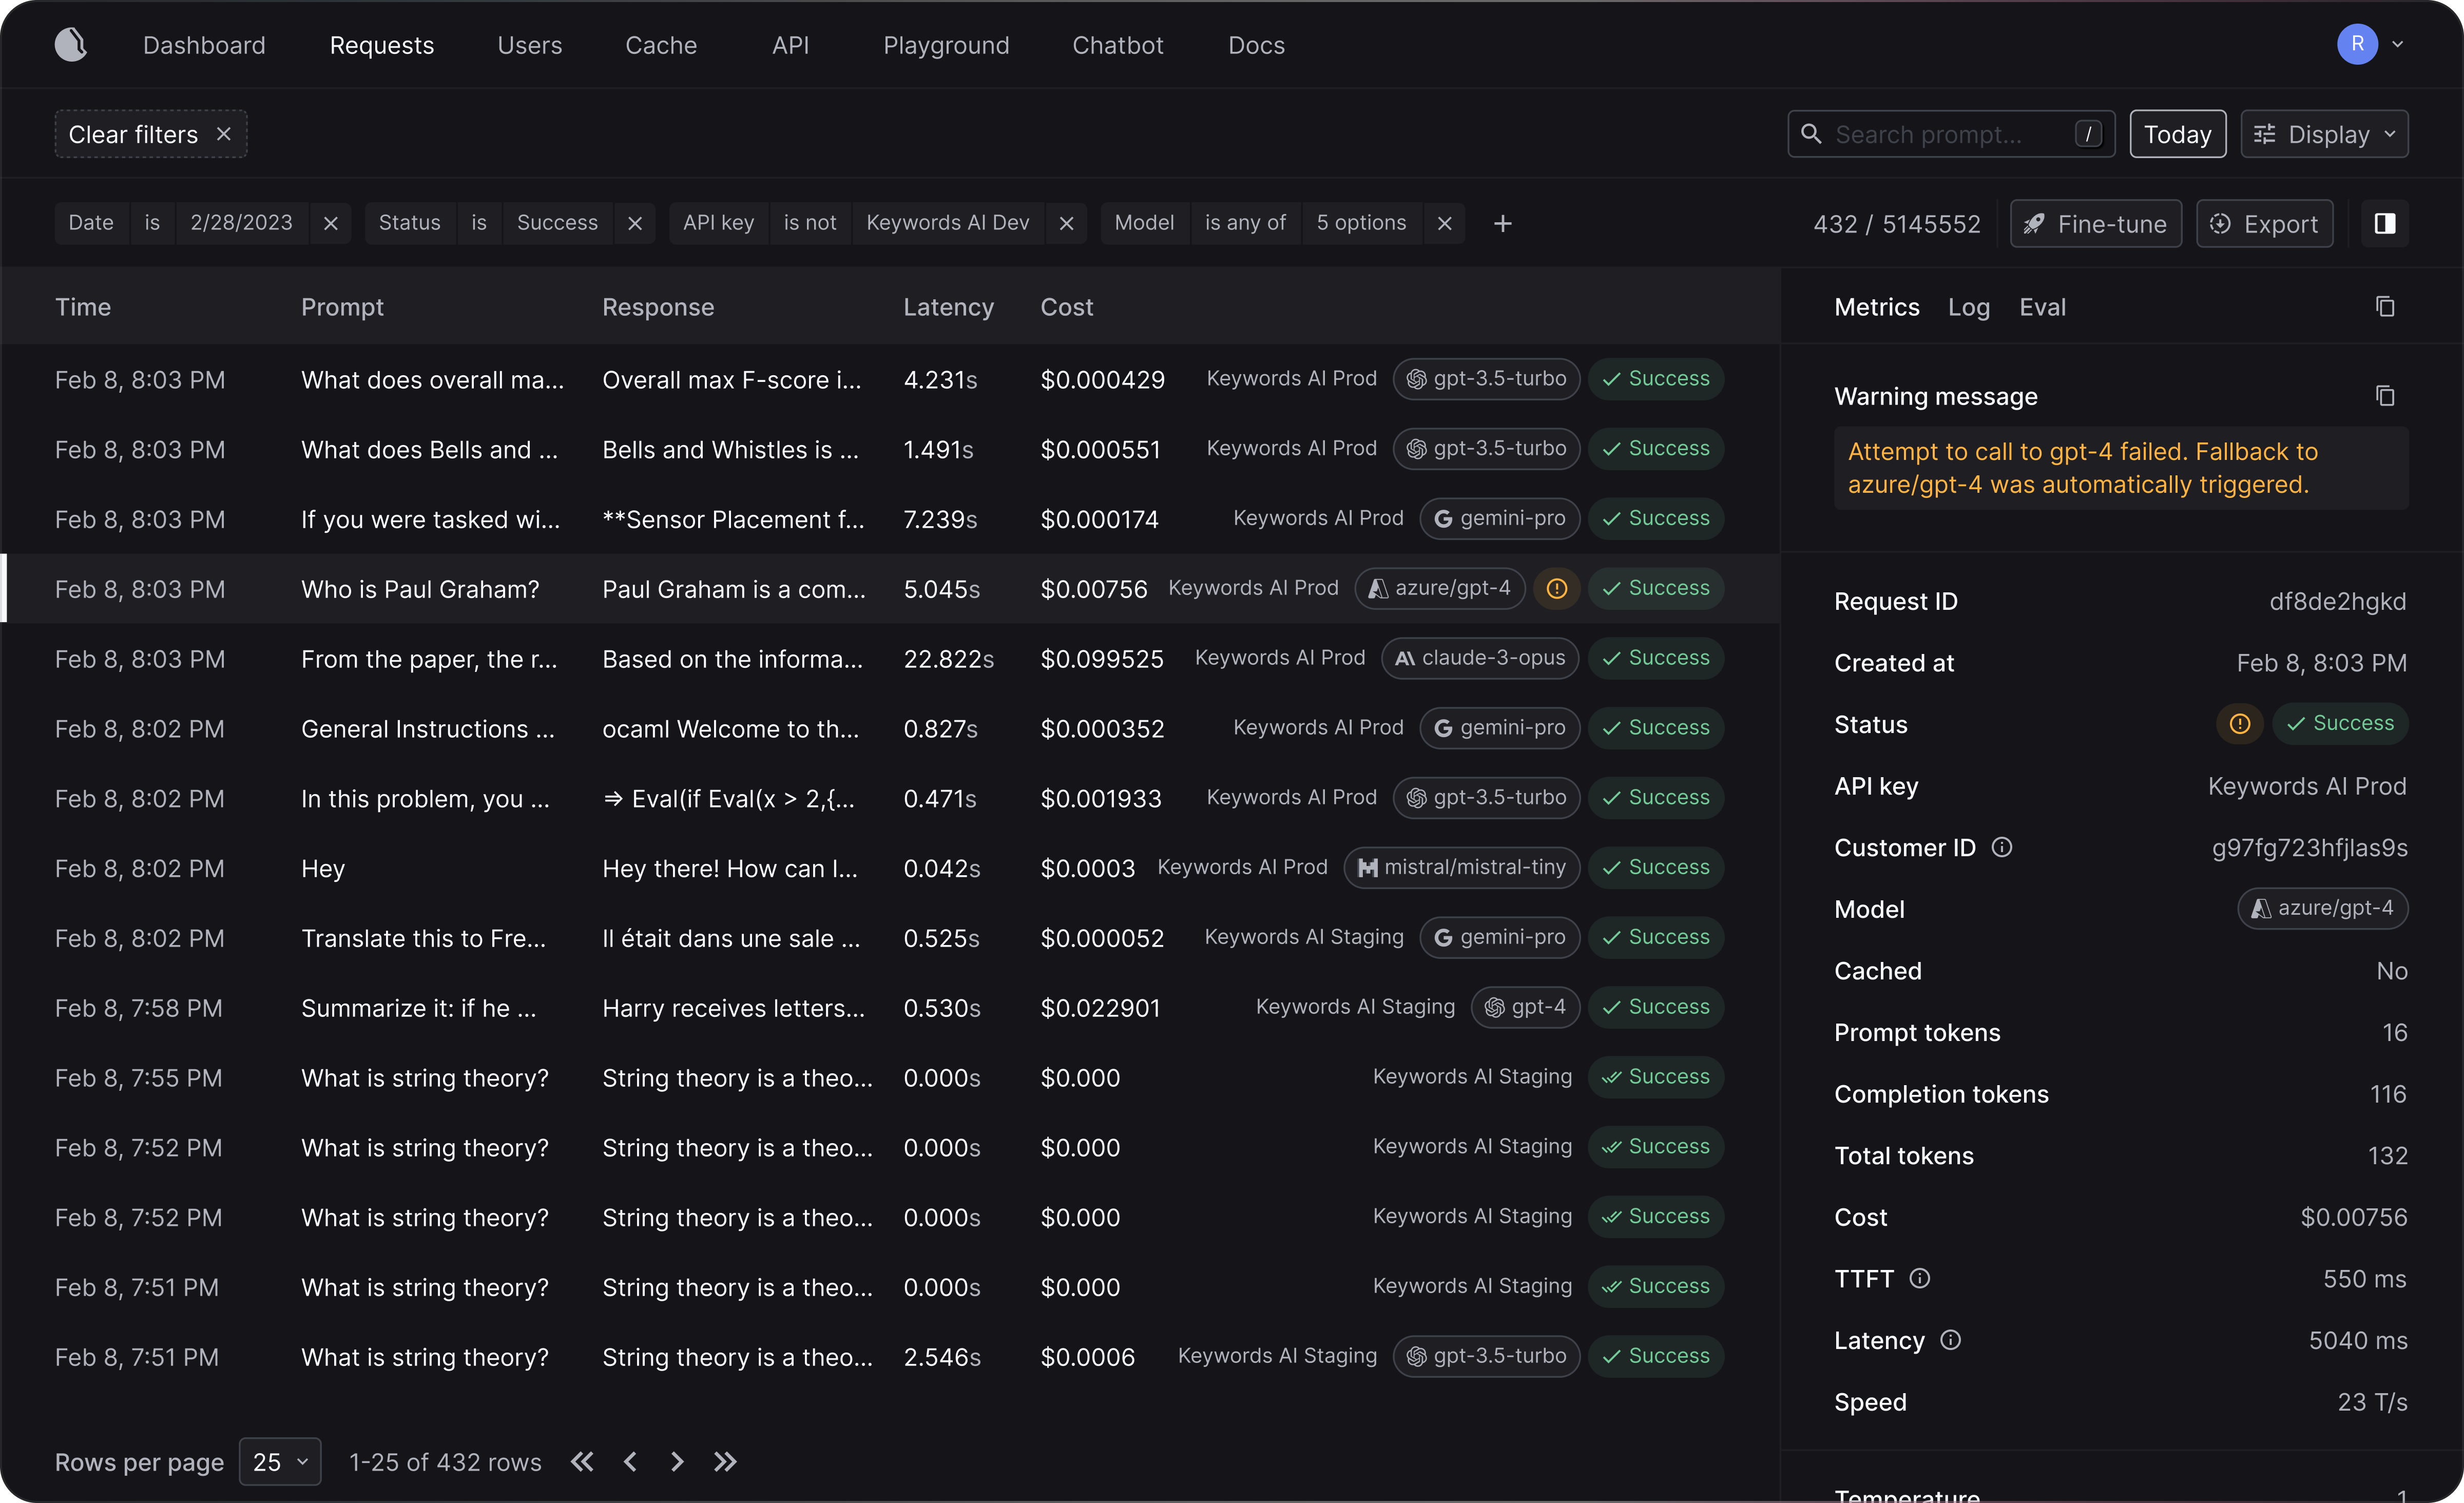 Dashboard Requests Users Cache API Playground Chatbot Docs R
Clear filters Search prompt... / Today Display
Date is 2/28/2023 Status is Success API key is not Keywords AI Dev Model is any of 5 options 432 / 5145552 Fine-tune Export
Time Prompt Response Latency Cost
Feb 8, 8:03 PM What does overall ma... Overall max F-score i... 4.231s $0.000429 Keywords AI Prod gpt-3.5-turbo Success
Feb 8, 8:03 PM What does Bells and ... Bells and Whistles is ... 1.491s $0.000551 Keywords AI Prod gpt-3.5-turbo Success
Feb 8, 8:03 PM If you were tasked wi... **Sensor Placement f... 7.239s $0.000174 Keywords AI Prod gemini-pro Success
Feb 8, 8:03 PM Who is Paul Graham? Paul Graham is a com... 5.045s $0.00756 Keywords AI Prod azure/gpt-4 Success
Feb 8, 8:03 PM From the paper, the r... Based on the informa... 22.822s $0.099525 Keywords AI Prod claude-3-opus Success
Feb 8, 8:02 PM General Instructions ... ocaml Welcome to th... 0.827s $0.000352 Keywords AI Prod gemini-pro Success
Feb 8, 8:02 PM In this problem, you ... => Eval(if Eval(x > 2,{... 0.471s $0.001933 Keywords AI Prod gpt-3.5-turbo Success
Feb 8, 8:02 PM Hey Hey there! How can I... 0.042s $0.0003 Keywords AI Prod mistral/mistral-tiny Success
Feb 8, 8:02 PM Translate this to Fre... Il était dans une sale ... 0.525s $0.000052 Keywords AI Staging gemini-pro Success
Feb 8, 7:58 PM Summarize it: if he ... Harry receives letters... 0.530s $0.022901 Keywords AI Staging gpt-4 Success
Feb 8, 7:55 PM What is string theory? String theory is a theo... 0.000s $0.000 Keywords AI Staging Success
Feb 8, 7:52 PM What is string theory? String theory is a theo... 0.000s $0.000 Keywords AI Staging Success
Feb 8, 7:52 PM What is string theory? String theory is a theo... 0.000s $0.000 Keywords AI Staging Success
Feb 8, 7:51 PM What is string theory? String theory is a theo... 0.000s $0.000 Keywords AI Staging Success
Feb 8, 7:51 PM What is string theory? String theory is a theo... 2.546s $0.0006 Keywords AI Staging gpt-3.5-turbo Success
Rows per page 25 1-25 of 432 rows
Metrics Log Eval
Warning message
Attempt to call to gpt-4 failed. Fallback to
azure/gpt-4 was automatically triggered.
Request ID df8de2hgkd
Created at Feb 8, 8:03 PM
Status Success
API key Keywords AI Prod
Customer ID g97fg723hfjlas9s
Model azure/gpt-4
Cached No
Prompt tokens 16
Completion tokens 116
Total tokens 132
Cost $0.00756
TTFT 550 ms
Latency 5040 ms
Speed 23 T/s
Temperature 1